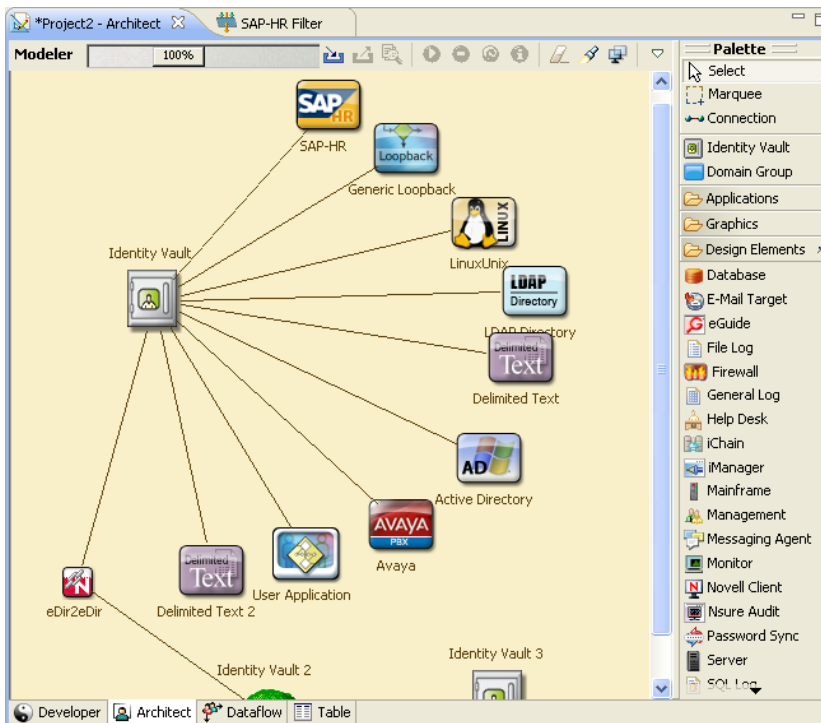 *Project2 - Architect
SAP-HR Filter
Modeler
100%
SAP HR
SAP-HR
Loopback
Generic Loopback
LINUX
LinuxUnix
Identity Vault
LDAP
Directory
LDAP Directory
Delimited
Text
Delimited Text
AD
Active Directory
AVAYA
PBX
Avaya
User Application
Delimited
Text
Delimited Text 2
N
eDir2eDir
Identity Vault 2
Identity Vault 3
Palette
Select
Marquee
Connection
Identity Vault
Domain Group
Applications
Graphics
Design Elements
Database
E-Mail Target
eGuide
File Log
Firewall
General Log
Help Desk
iChain
iManager
Mainframe
Management
Messaging Agent
Monitor
N Novell Client
Nsure Audit
Password Sync
Server
SQL Log
Developer
Architect
Dataflow
Table